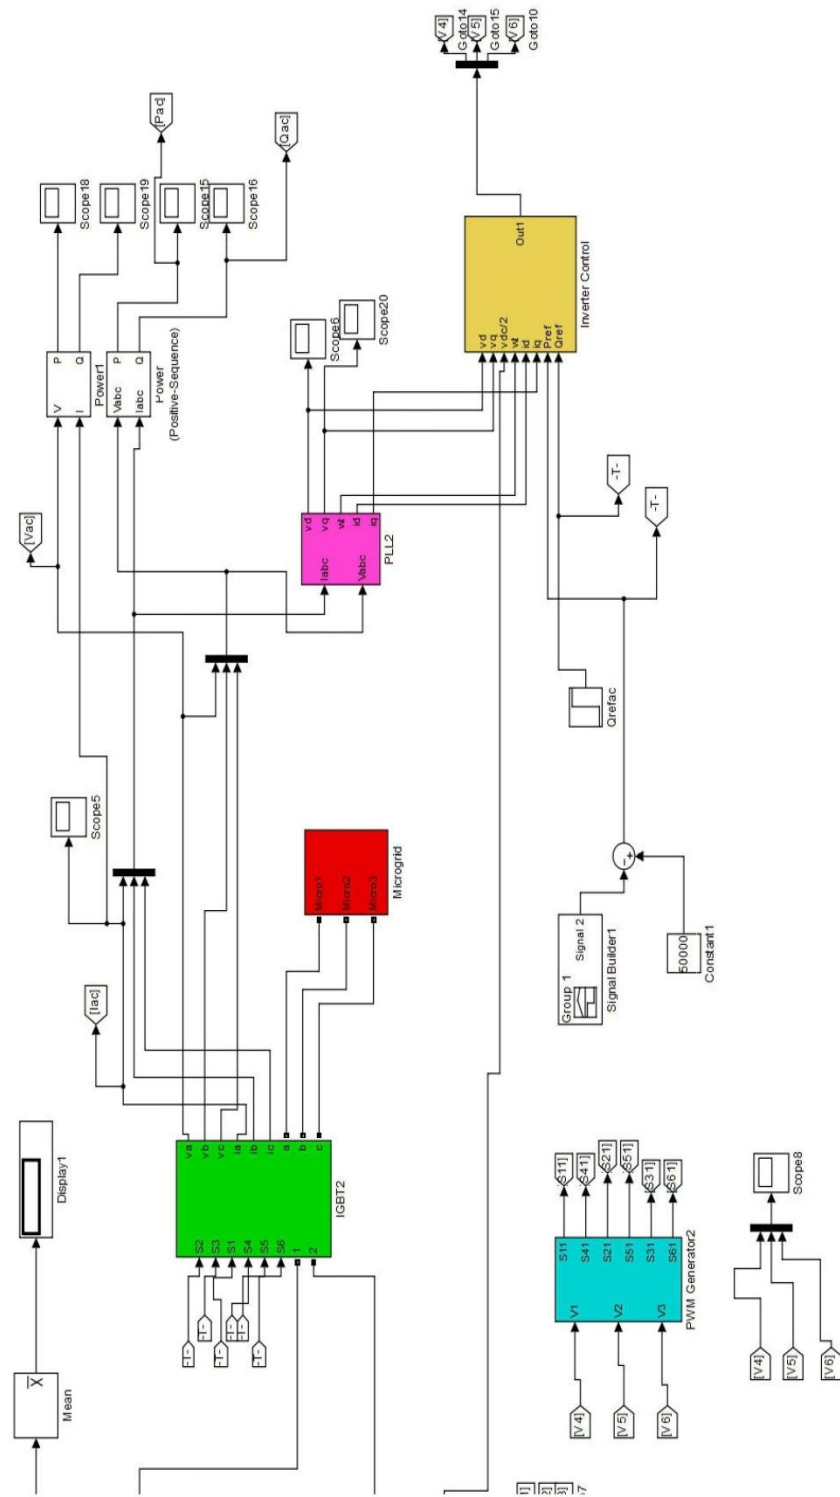 [V4]
[V5]
[V6]
Goto14
Goto15
Goto10
[Pac]
[Qac]
Scope18
Scope19
Scope15
Scope16
V
I
P
Q
Power1
Vabc
Iabc
P
Q
Power
(Positive-Sequence)
[Vac]
Scope6
Scope20
Iabc
Vabc
vd
vq
wt
id
iq
PLL2
vd
vq
vdc/2
wt
id
iq
Pref
Qref
Out1
Inverter Control
-T-
-T-
Qrefac
Scope5
[Iac]
Micro1
Micro2
Micro3
Microgrid
Group 1
Signal 2
Signal Builder1
-+
50000
Constant1
Display1
X
Mean
-T-
-T-
-T-
-T-
-T-
-T-
S2
S3
S1
S4
S5
S6
1
2
va
vb
vc
ia
ib
ic
a
b
c
IGBT2
[V4]
[V5]
[V6]
V1
V2
V3
S11
S41
S21
S51
S31
S61
PWM Generator2
[S11]
[S41]
[S21]
[S51]
[S31]
[S61]
[V4]
[V5]
[V6]
Scope8